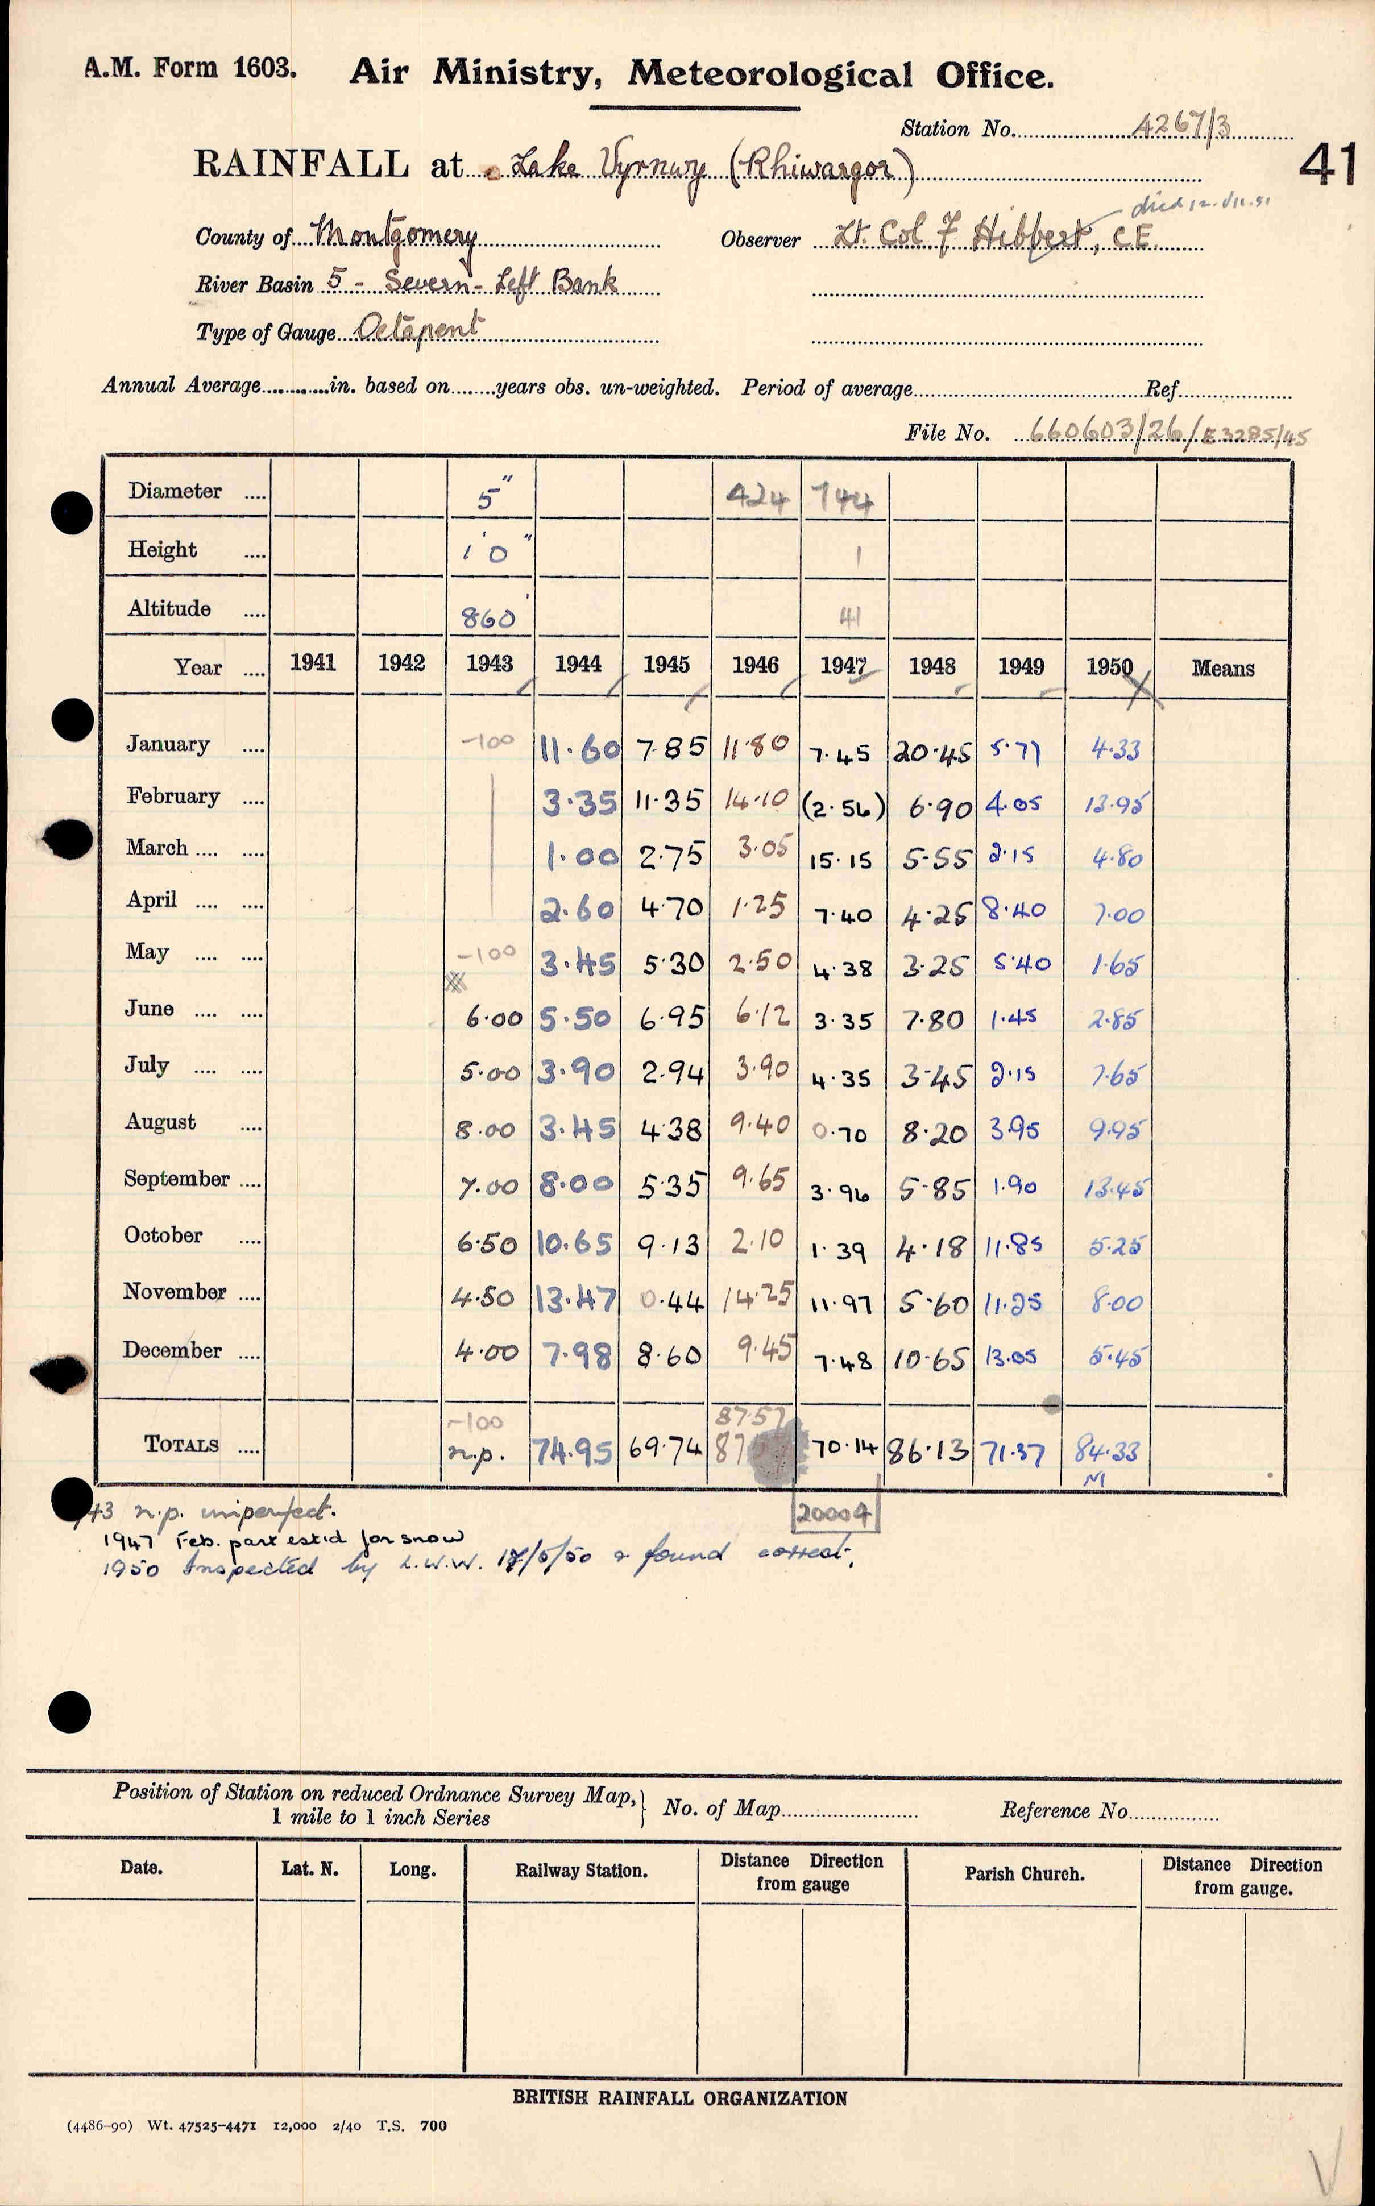 A.M. Form 1603. Air Ministry, Meteorological Office.
Station No. 4267/3
RAINFALL at Lake Vyrnwy (Rhiwargor) 41
died 12.VII.51
County of Montgomery Observer Lt. Col F Hibbert, C.E.
River Basin 5 - Severn - Left Bank
Type of Gauge Octapent
Annual Average in. based on years obs. un-weighted. Period of average Ref.
File No. 660603/26/E3285/45
Diameter 5" 424 744
Height 1'0" 1
Altitude 860' 41
Year 1941 1942 1943 1944 1945 1946 1947 1948 1949 1950 Means
January -100 11.60 7.85 11.80 7.45 20.45 5.77 4.33
February 3.35 11.35 14.10 (2.56) 6.90 4.05 13.95
March 1.00 2.75 3.05 15.15 5.55 2.15 4.80
April 2.60 4.70 1.25 7.40 4.25 8.40 7.00
May -100 3.45 5.30 2.50 4.38 3.25 5.40 1.65
June 6.00 5.50 6.95 6.12 3.35 7.80 1.45 2.85
July 5.00 3.90 2.94 3.90 4.35 3.45 2.15 7.65
August 8.00 3.45 4.38 9.40 0.70 8.20 3.95 9.95
September 7.00 8.00 5.35 9.65 3.96 5.85 1.90 13.45
October 6.50 10.65 9.13 2.10 1.39 4.18 11.85 5.25
November 4.50 13.47 0.44 14.25 11.97 5.60 11.25 8.00
December 4.00 7.98 8.60 9.45 7.48 10.65 13.05 5.45
-100 87.57
TOTALS n.p. 74.95 69.74 87 70.14 86.13 71.37 84.33
20004
43 n.p. imperfect.
1947 Feb. part estd for snow
1950 Inspected by L.W.W. 17/5/50 & found correct.
Position of Station on reduced Ordnance Survey Map, 1 mile to 1 inch Series } No. of Map Reference No.
Date. Lat. N. Long. Railway Station. Distance Direction from gauge Parish Church. Distance Direction from gauge.
BRITISH RAINFALL ORGANIZATION
(4486-90) Wt. 47525-4471 12,000 2/40 T.S. 700